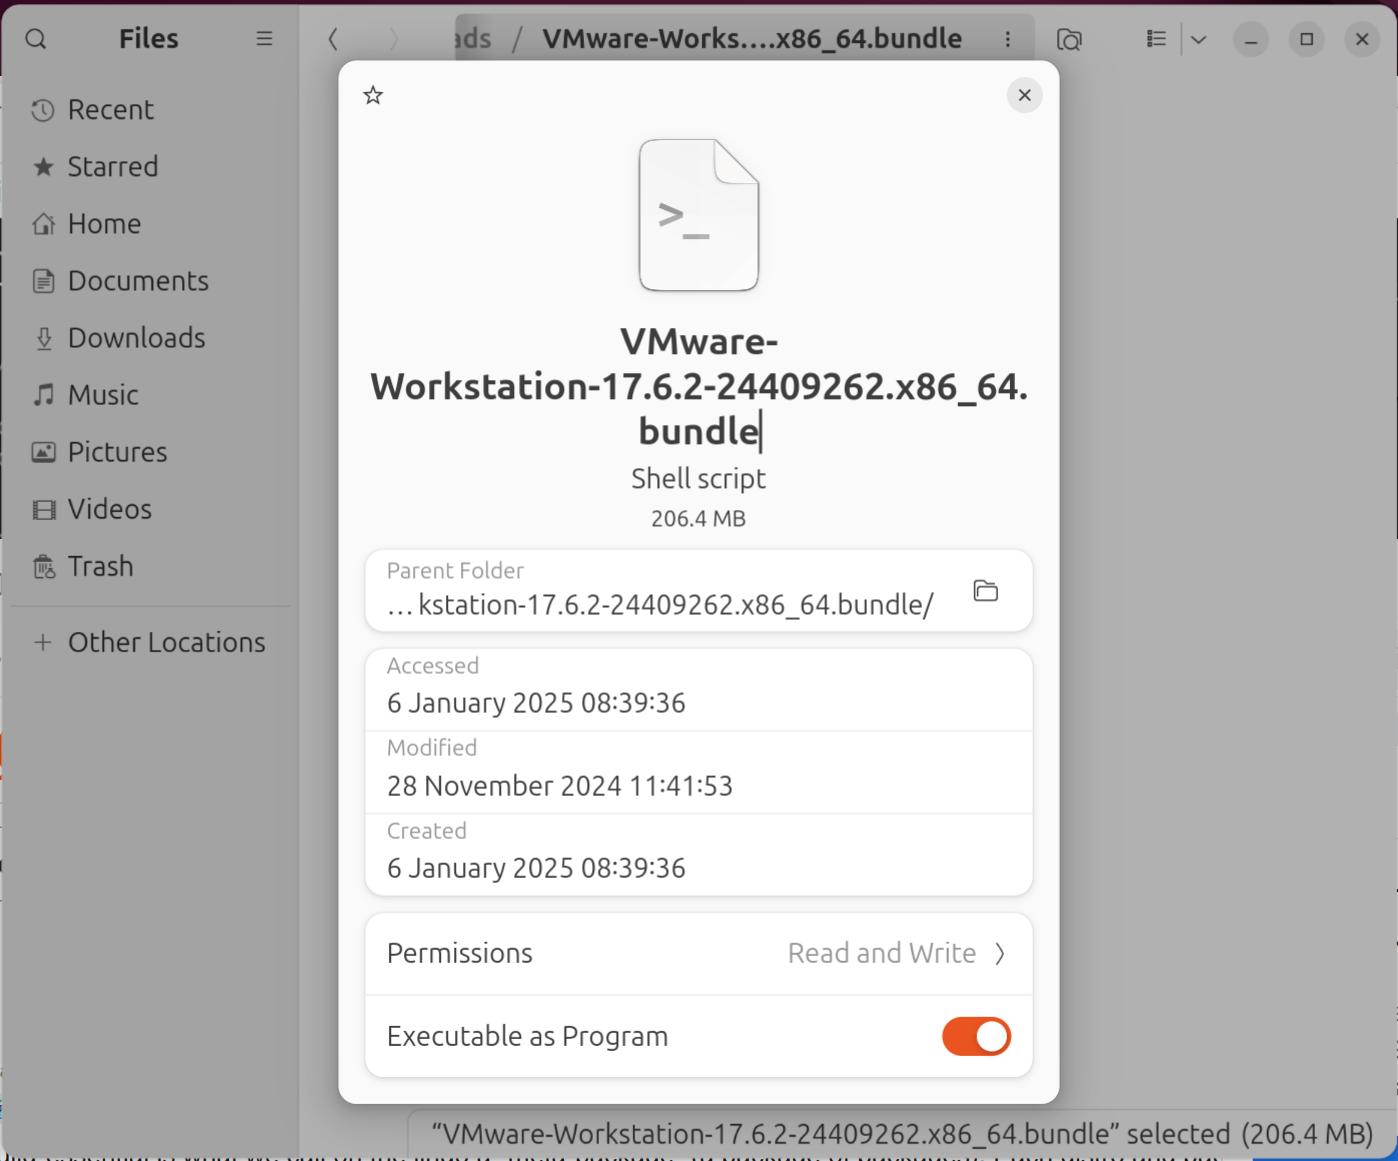 Files
ads / VMware-Works....x86_64.bundle
Recent
Starred
Home
Documents
Downloads
Music
Pictures
Videos
Trash
+ Other Locations
>_
VMware-
Workstation-17.6.2-24409262.x86_64.
bundle
Shell script
206.4 MB
Parent Folder
…kstation-17.6.2-24409262.x86_64.bundle/
Accessed
6 January 2025 08:39:36
Modified
28 November 2024 11:41:53
Created
6 January 2025 08:39:36
Permissions
Read and Write
Executable as Program
“VMware-Workstation-17.6.2-24409262.x86_64.bundle” selected (206.4 MB)